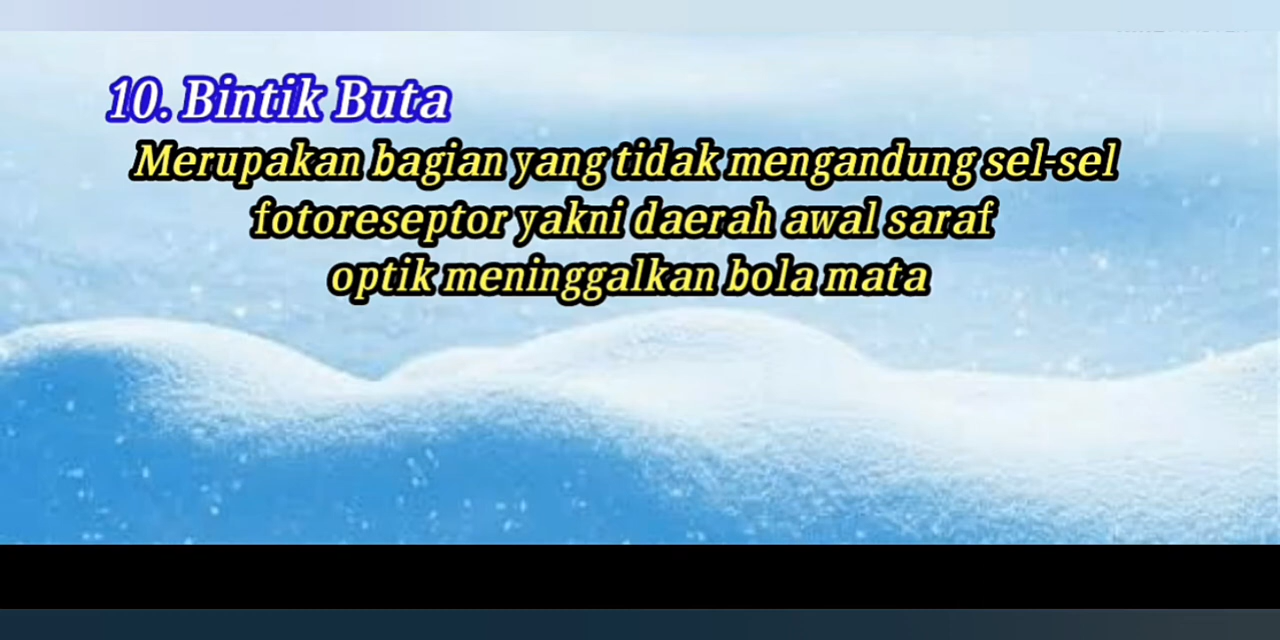 10. Bintik Buta
Merupakan bagian yang tidak mengandung sel-sel
fotoreseptor yakni daerah awal saraf
optik meninggalkan bola mata